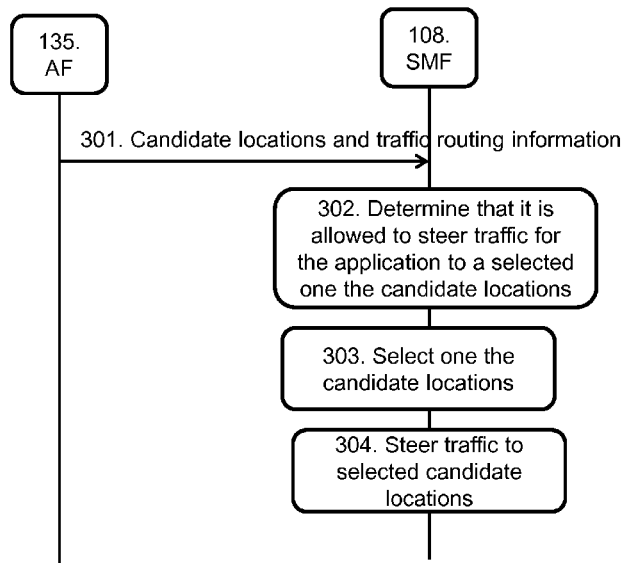 135.
AF
108.
SMF
301. Candidate locations and traffic routing information
302. Determine that it is
allowed to steer traffic for
the application to a selected
one the candidate locations
303. Select one the
candidate locations
304. Steer traffic to
selected candidate
locations